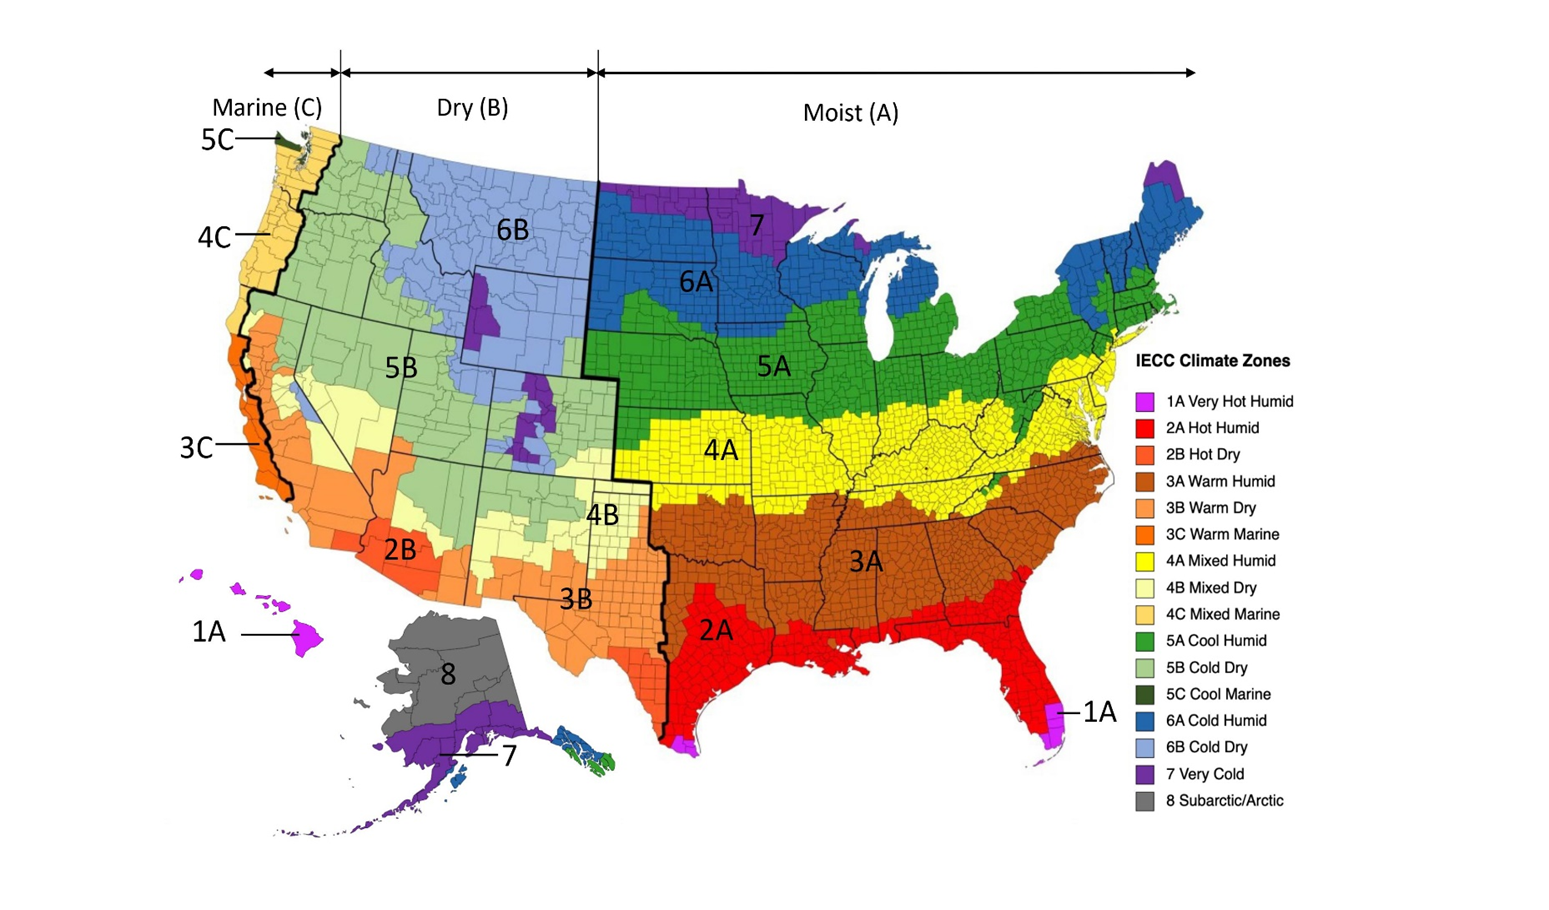 Marine (C)
Dry (B)
Moist (A)
5C
4C
6B
7
6A
5B
5A
3C
4A
4B
2B
3A
3B
1A
2A
8
1A
7
IECC Climate Zones
1A Very Hot Humid
2A Hot Humid
2B Hot Dry
3A Warm Humid
3B Warm Dry
3C Warm Marine
4A Mixed Humid
4B Mixed Dry
4C Mixed Marine
5A Cool Humid
5B Cold Dry
5C Cool Marine
6A Cold Humid
6B Cold Dry
7 Very Cold
8 Subarctic/Arctic